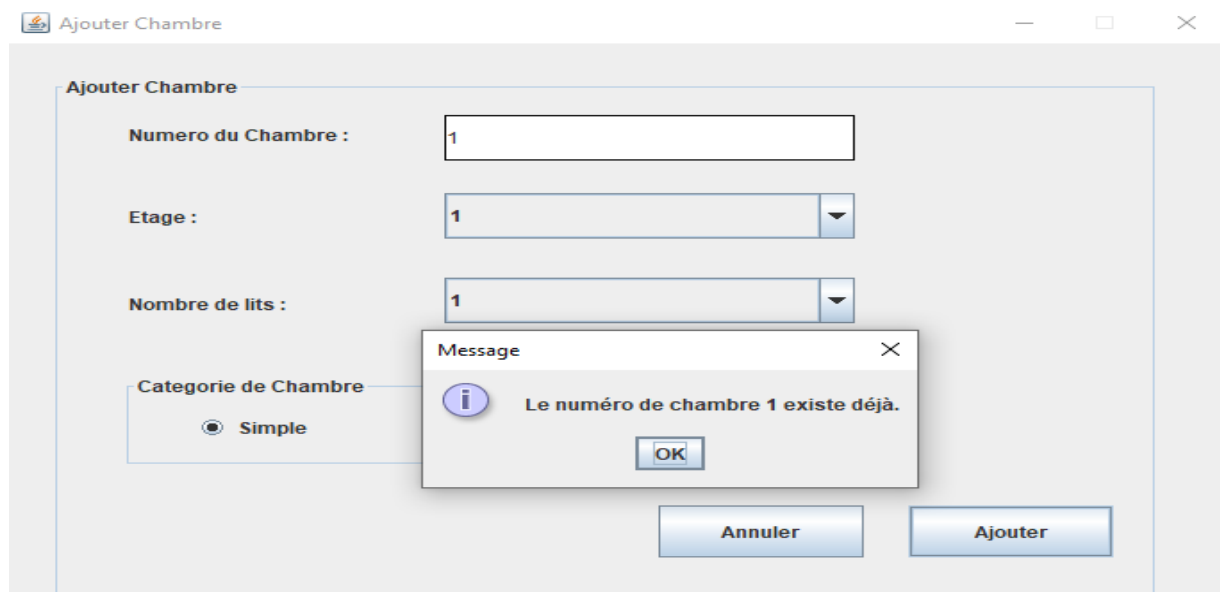 Ajouter Chambre
Ajouter Chambre
Numero du Chambre :
1
Etage :
1
Nombre de lits :
1
Message
Le numéro de chambre 1 existe déjà.
OK
Categorie de Chambre
Simple
Annuler
Ajouter